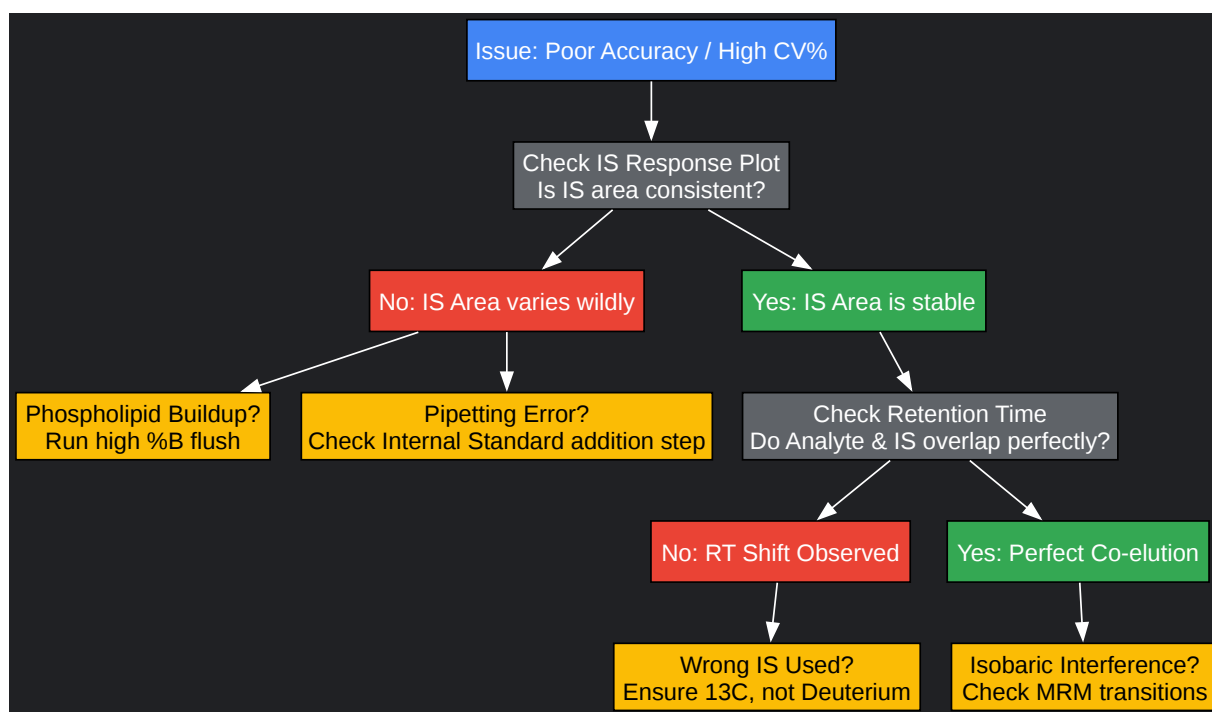 Issue: Poor Accuracy / High CV%
Check IS Response Plot
Is IS area consistent?
No: IS Area varies wildly
Yes: IS Area is stable
Phospholipid Buildup?
Run high %B flush
Pipetting Error?
Check Internal Standard addition step
Check Retention Time
Do Analyte & IS overlap perfectly?
No: RT Shift Observed
Yes: Perfect Co-elution
Wrong IS Used?
Ensure 13C, not Deuterium
Isobaric Interference?
Check MRM transitions